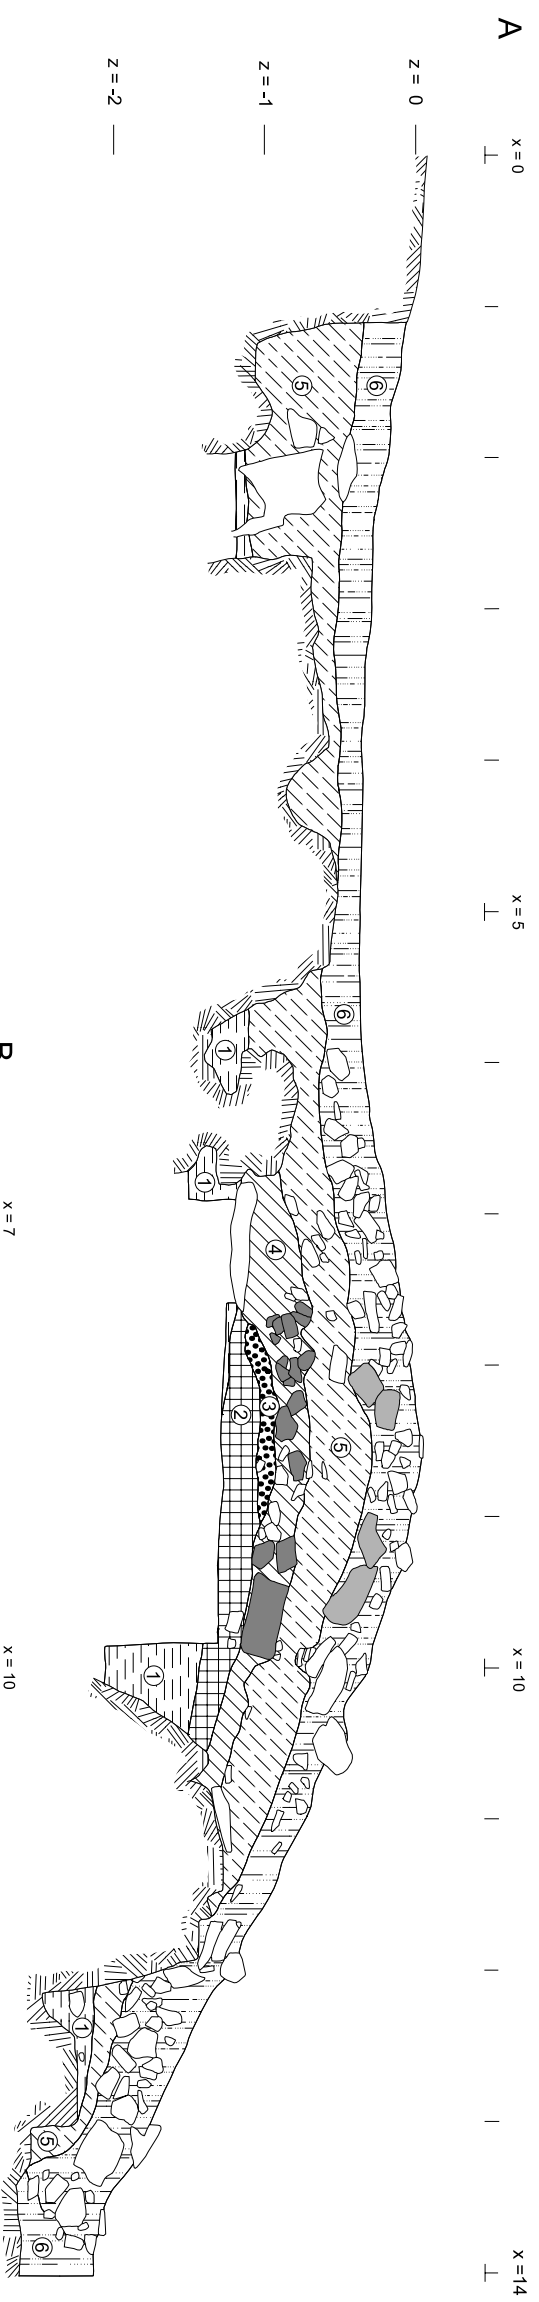 A
x = 0
x = 5
x = 10
x = 14
z = 0
z = -1
z = -2
6
5
6
1
1
4
3
2
5
1
1
5
6
B
x = 7
x = 10